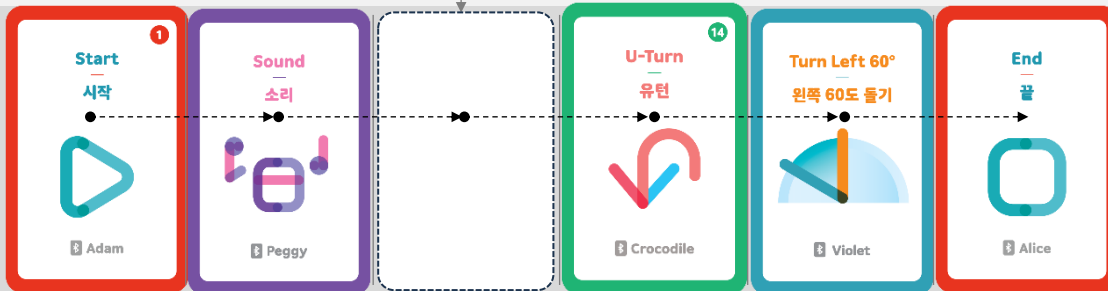 1
Start
시작
Adam
Sound
소리
Peggy
14
U-Turn
유턴
Crocodile
Turn Left 60°
왼쪽 60도 돌기
Violet
End
끝
Alice